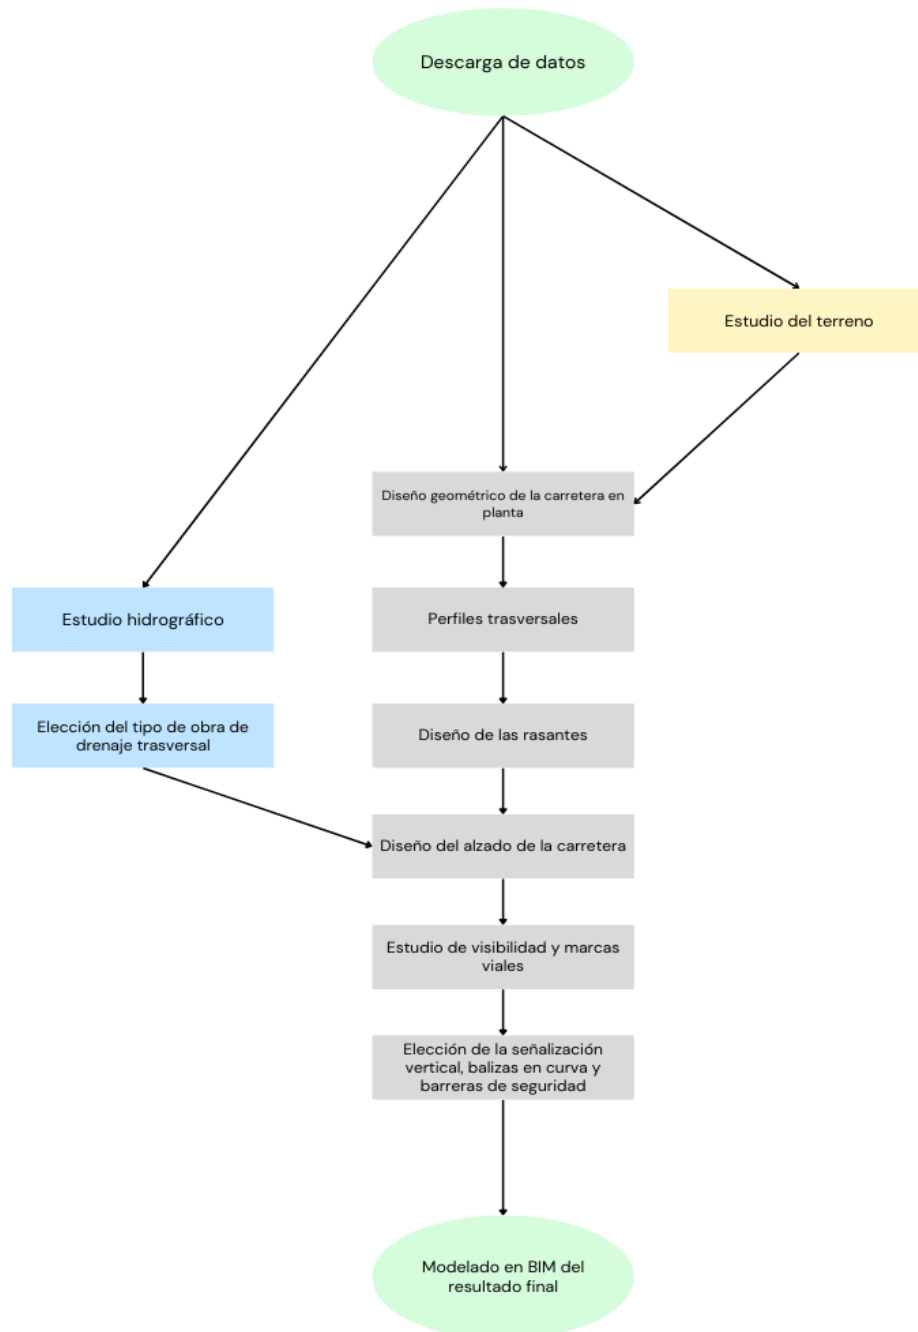 Descarga de datos
Estudio del terreno
Diseño geométrico de la carretera en
planta
Estudio hidrográfico
Perfiles trasversales
Elección del tipo de obra de
drenaje trasversal
Diseño de las rasantes
Diseño del alzado de la carretera
Estudio de visibilidad y marcas
viales
Elección de la señalización
vertical, balizas en curva y
barreras de seguridad
Modelado en BIM del
resultado final